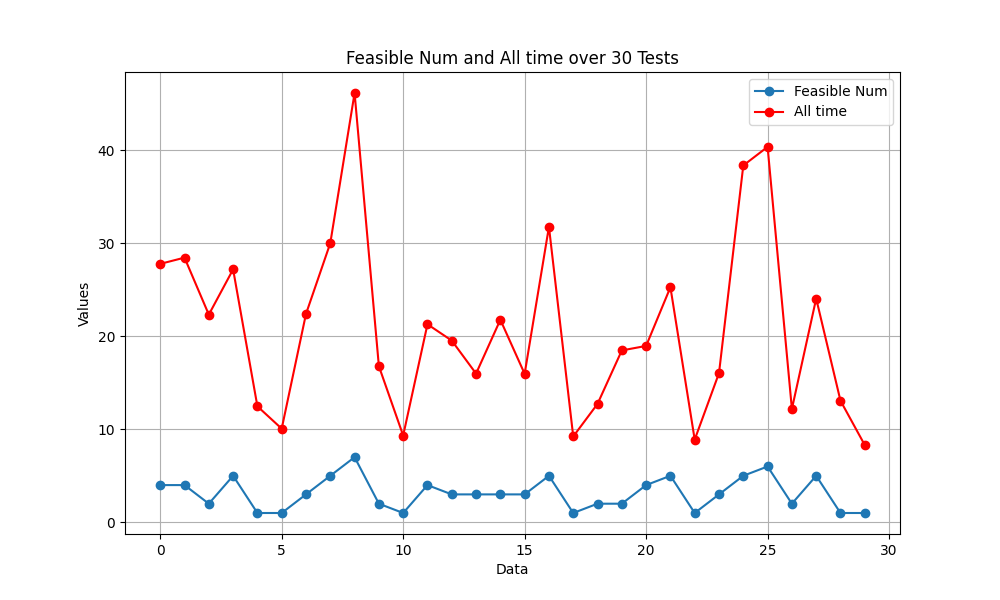 Feasible Num and All time over 30 Tests
Feasible Num
All time
Values
40
30
20
10
0
0 5 10 15 20 25 30
Data